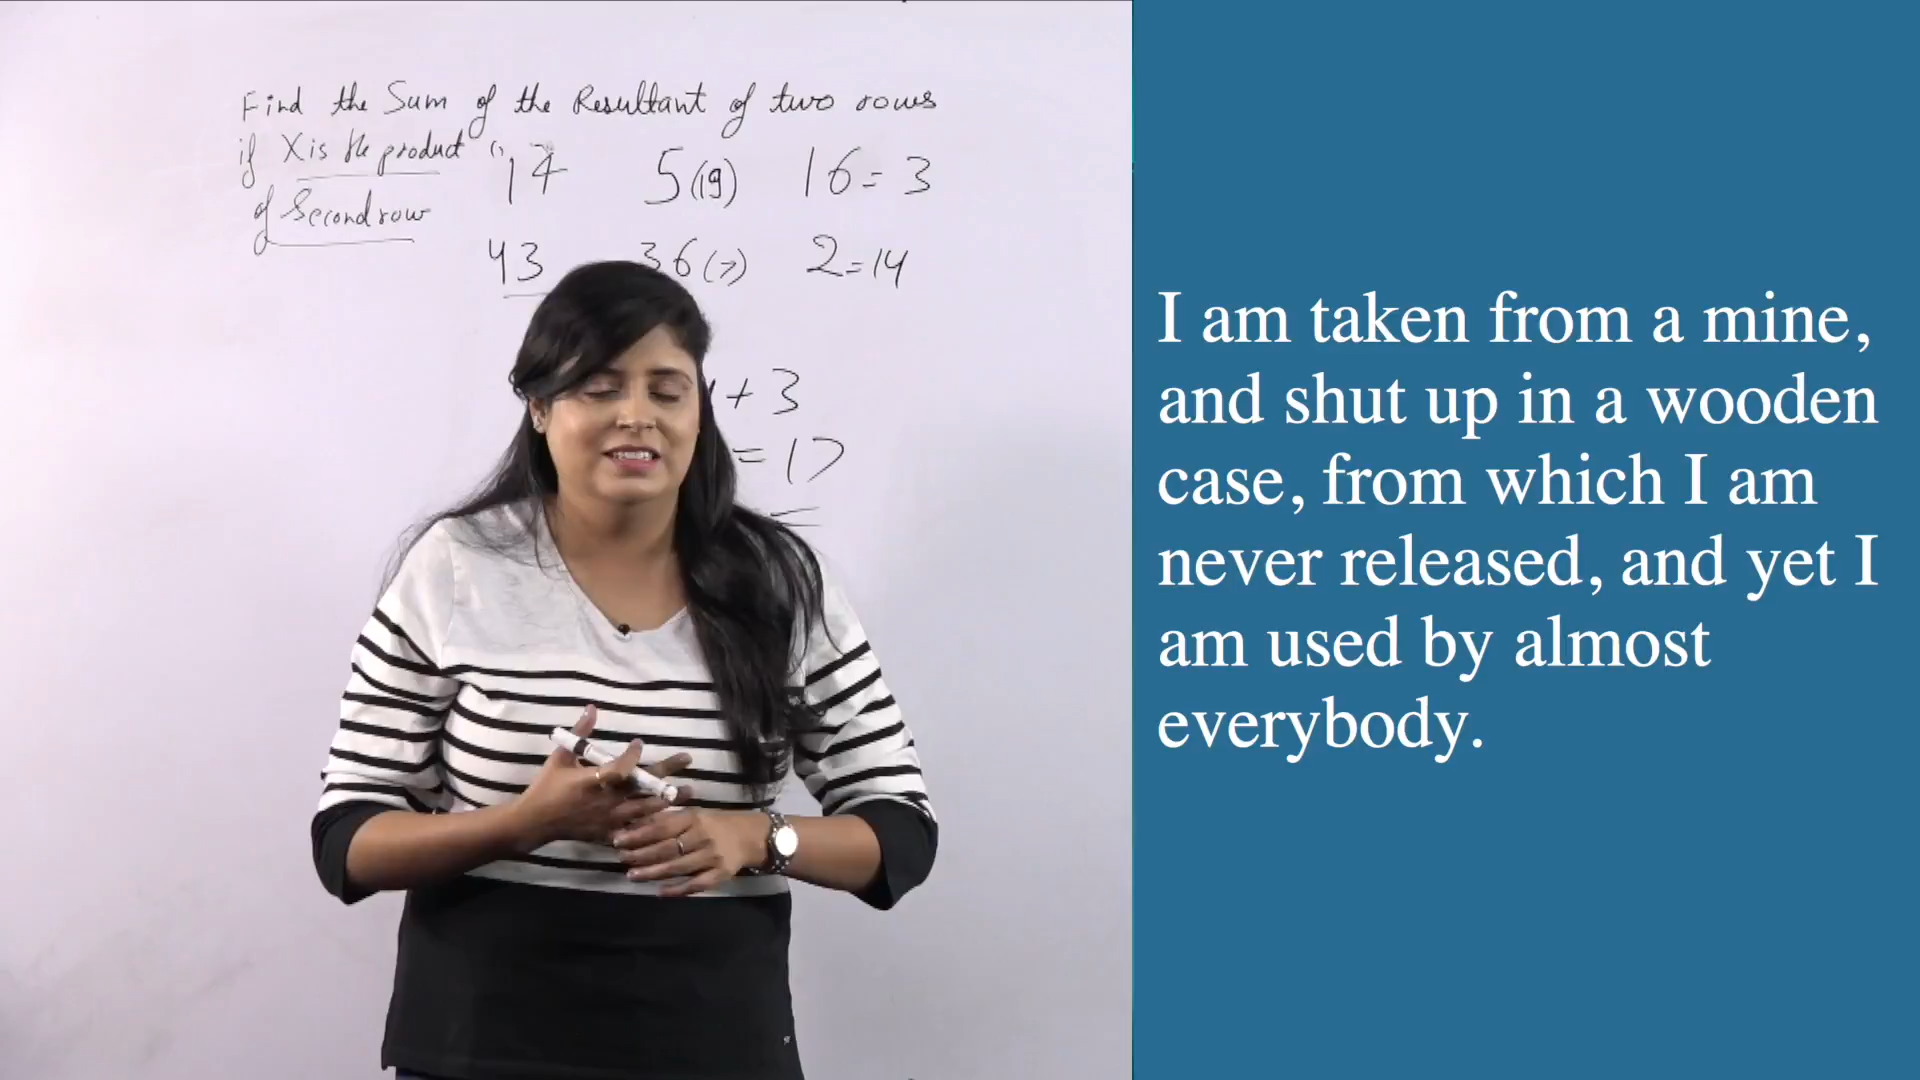 Find the Sum of the Resultant of two rows
if X is the product
of Second row
17 5(19) 16=3
43 36(7) 2=14
+ 3
= 17
I am taken from a mine,
and shut up in a wooden
case, from which I am
never released, and yet I
am used by almost
everybody.